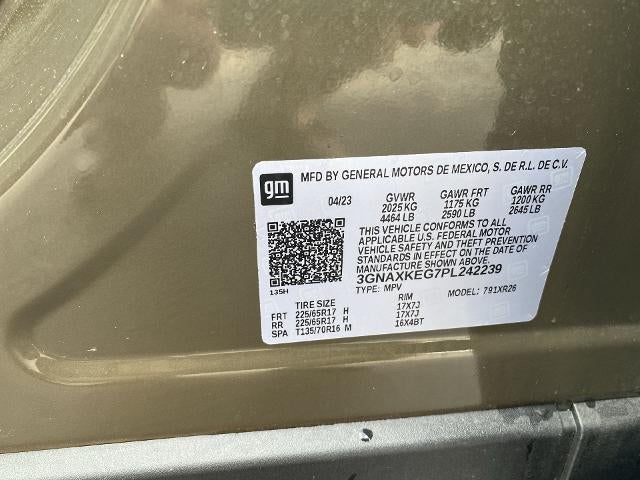 gm
MFD BY GENERAL MOTORS DE MEXICO, S. DE R.L. DE C.V.
04/23 GVWR GAWR FRT GAWR RR
2025 KG 1175 KG 1200 KG
4464 LB 2590 LB 2645 LB
THIS VEHICLE CONFORMS TO ALL
APPLICABLE U.S. FEDERAL MOTOR
VEHICLE SAFETY AND THEFT PREVENTION
STANDARDS IN EFFECT ON THE DATE OF
MANUFACTURE SHOWN ABOVE.
3GNAXKEG7PL242239
135H
TYPE: MPV MODEL: 791XR26
TIRE SIZE RIM
FRT 225/65R17 H 17X7J
RR 225/65R17 H 17X7J
SPA T135/70R16 M 16X4BT